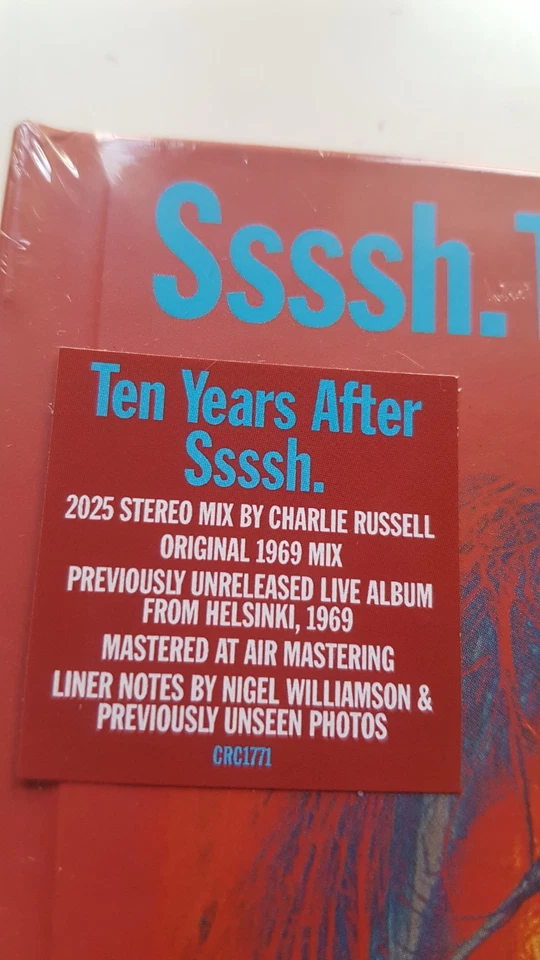 Ssssh. T
Ten Years After
Ssssh.
2025 STEREO MIX BY CHARLIE RUSSELL
ORIGINAL 1969 MIX
PREVIOUSLY UNRELEASED LIVE ALBUM
FROM HELSINKI, 1969
MASTERED AT AIR MASTERING
LINER NOTES BY NIGEL WILLIAMSON &
PREVIOUSLY UNSEEN PHOTOS
CRC1771